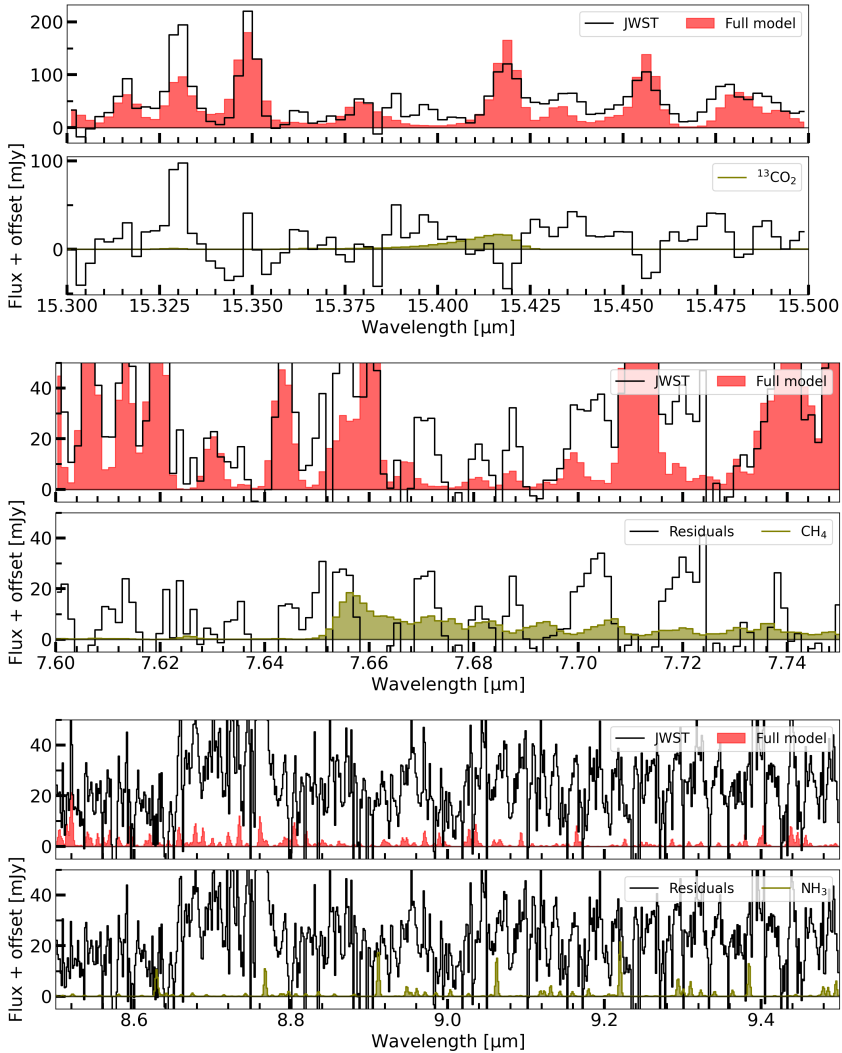 200
100
0
JWST
Full model
100
0
¹³CO₂
Flux + offset [mJy]
15.300 15.325 15.350 15.375 15.400 15.425 15.450 15.475 15.500
Wavelength [µm]
40
20
0
JWST
Full model
40
20
0
Residuals
CH₄
Flux + offset [mJy]
7.60 7.62 7.64 7.66 7.68 7.70 7.72 7.74
Wavelength [µm]
40
20
0
JWST
Full model
40
20
0
Residuals
NH₃
Flux + offset [mJy]
8.6 8.8 9.0 9.2 9.4
Wavelength [µm]